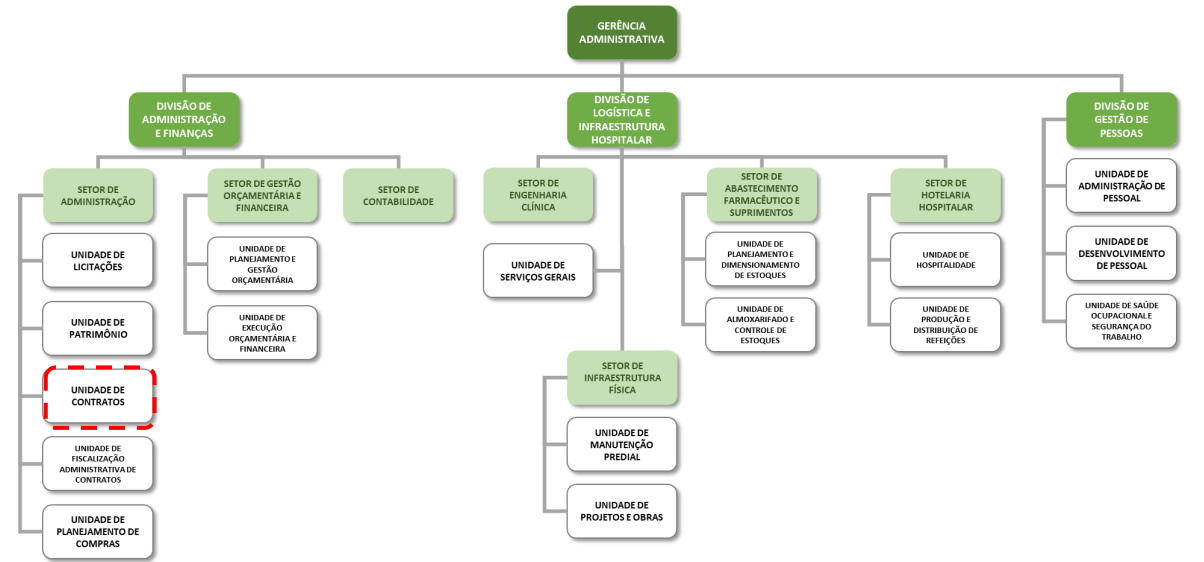 GERÊNCIA
ADMINISTRATIVA
DIVISÃO DE
ADMINISTRAÇÃO
E FINANÇAS
DIVISÃO DE
LOGÍSTICA E
INFRAESTRUTURA
HOSPITALAR
DIVISÃO DE
GESTÃO DE
PESSOAS
SETOR DE
ADMINISTRAÇÃO
UNIDADE DE
LICITAÇÕES
UNIDADE DE
PATRIMÔNIO
UNIDADE DE
CONTRATOS
UNIDADE DE
FISCALIZAÇÃO
ADMINISTRATIVA DE
CONTRATOS
UNIDADE DE
PLANEJAMENTO DE
COMPRAS
SETOR DE GESTÃO
ORÇAMENTÁRIA E
FINANCEIRA
UNIDADE DE
PLANEJAMENTO E
GESTÃO
ORÇAMENTÁRIA
UNIDADE DE
EXECUÇÃO
ORÇAMENTÁRIA E
FINANCEIRA
SETOR DE
CONTABILIDADE
SETOR DE
ENGENHARIA
CLÍNICA
UNIDADE DE
SERVIÇOS GERAIS
SETOR DE
INFRAESTRUTURA
FÍSICA
UNIDADE DE
MANUTENÇÃO
PREDIAL
UNIDADE DE
PROJETOS E OBRAS
SETOR DE
ABASTECIMENTO
FARMACÊUTICO E
SUPRIMENTOS
UNIDADE DE
PLANEJAMENTO E
DIMENSIONAMENTO
DE ESTOQUES
UNIDADE DE
ALMOXARIFADO E
CONTROLE DE
ESTOQUES
SETOR DE
HOTELARIA
HOSPITALAR
UNIDADE DE
HOSPITALIDADE
UNIDADE DE
PRODUÇÃO E
DISTRIBUIÇÃO DE
REFEIÇÕES
UNIDADE DE
ADMINISTRAÇÃO DE
PESSOAL
UNIDADE DE
DESENVOLVIMENTO
DE PESSOAL
UNIDADE DE SAÚDE
OCUPACIONAL E
SEGURANÇA DO
TRABALHO